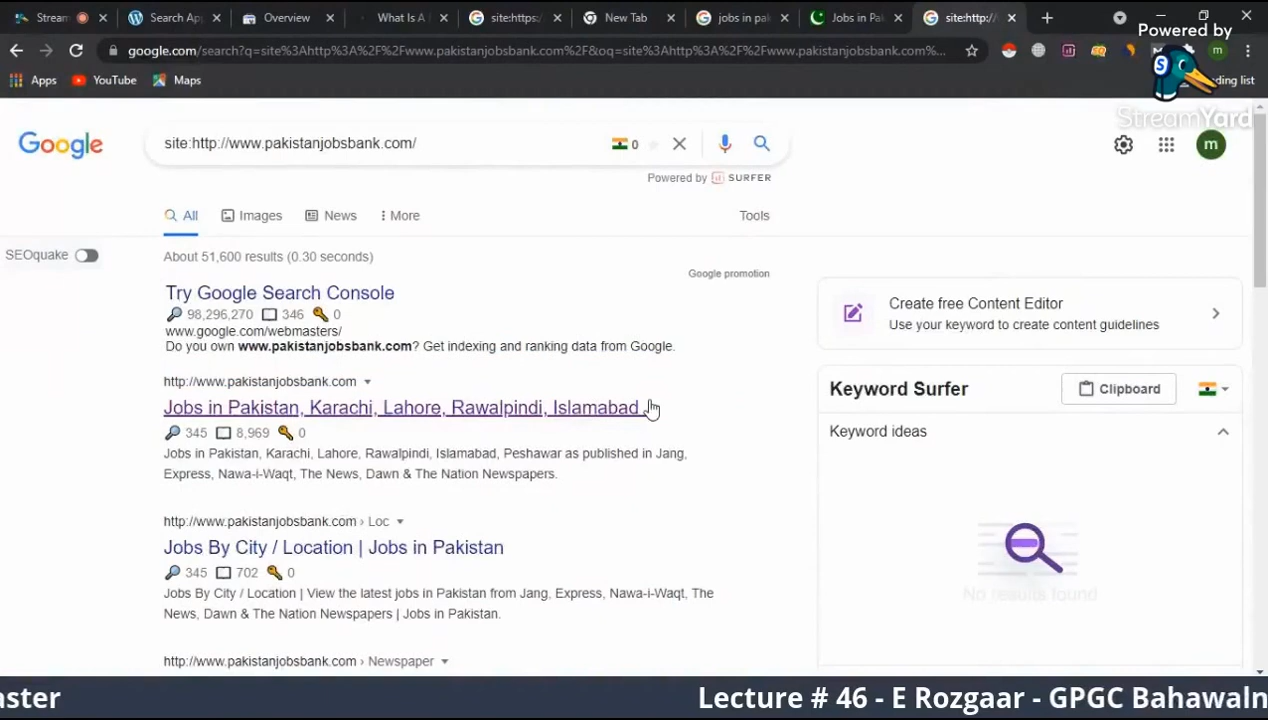 Stream
Search Ap
Overview
What Is A
site:https:/
New Tab
jobs in pak
Jobs in Pa
site:http://
Powered by
google.com/search?q=site%3Ahttp%3A%2F%2Fwww.pakistanjobsbank.com%2F&oq=site%3Ahttp%3A%2F%2Fwww.pakistanjobsbank.com%...
m
Apps
YouTube
Maps
ding list
StreamYard
Google
site:http://www.pakistanjobsbank.com/
0
m
Powered by SURFER
All
Images
News
More
Tools
SEOquake
About 51,600 results (0.30 seconds)
Google promotion
Try Google Search Console
98,296,270 346 0
www.google.com/webmasters/
Do you own www.pakistanjobsbank.com? Get indexing and ranking data from Google.
http://www.pakistanjobsbank.com
Jobs in Pakistan, Karachi, Lahore, Rawalpindi, Islamabad
345 8,969 0
Jobs in Pakistan, Karachi, Lahore, Rawalpindi, Islamabad, Peshawar as published in Jang,
Express, Nawa-i-Waqt, The News, Dawn & The Nation Newspapers.
http://www.pakistanjobsbank.com › Loc
Jobs By City / Location | Jobs in Pakistan
345 702 0
Jobs By City / Location | View the latest jobs in Pakistan from Jang, Express, Nawa-i-Waqt, The
News, Dawn & The Nation Newspapers | Jobs in Pakistan.
http://www.pakistanjobsbank.com › Newspaper
Create free Content Editor
Use your keyword to create content guidelines
Keyword Surfer
Clipboard
Keyword ideas
No results found
aster
Lecture # 46 - E Rozgaar - GPGC Bahawaln